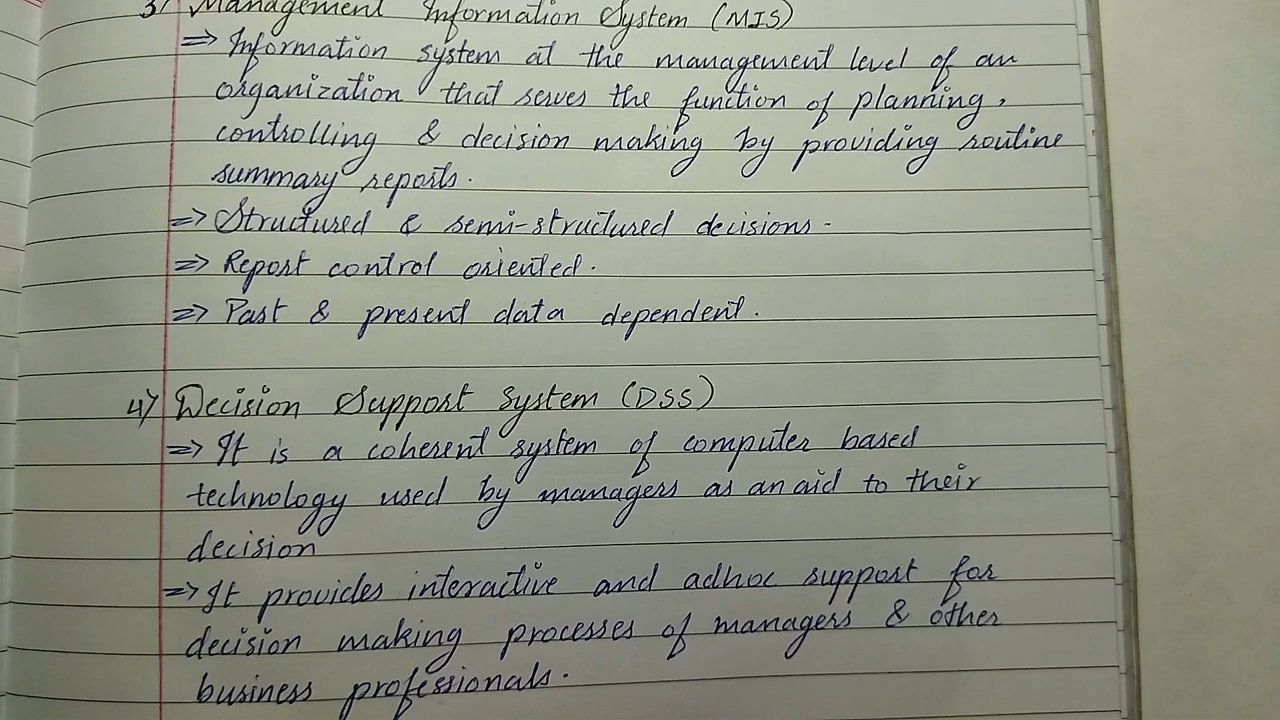 3) Management Information System (MIS)
=> Information system at the management level of an
organization that serves the function of planning,
controlling & decision making by providing routine
summary reports.
=> Structured & semi-structured decisions-
=> Report control oriented.
=> Past & present data dependent.
4) Decision Support System (DSS)
=> It is a coherent system of computer based
technology used by managers as an aid to their
decision
=> It provides interactive and adhoc support for
decision making processes of managers & other
business professionals.